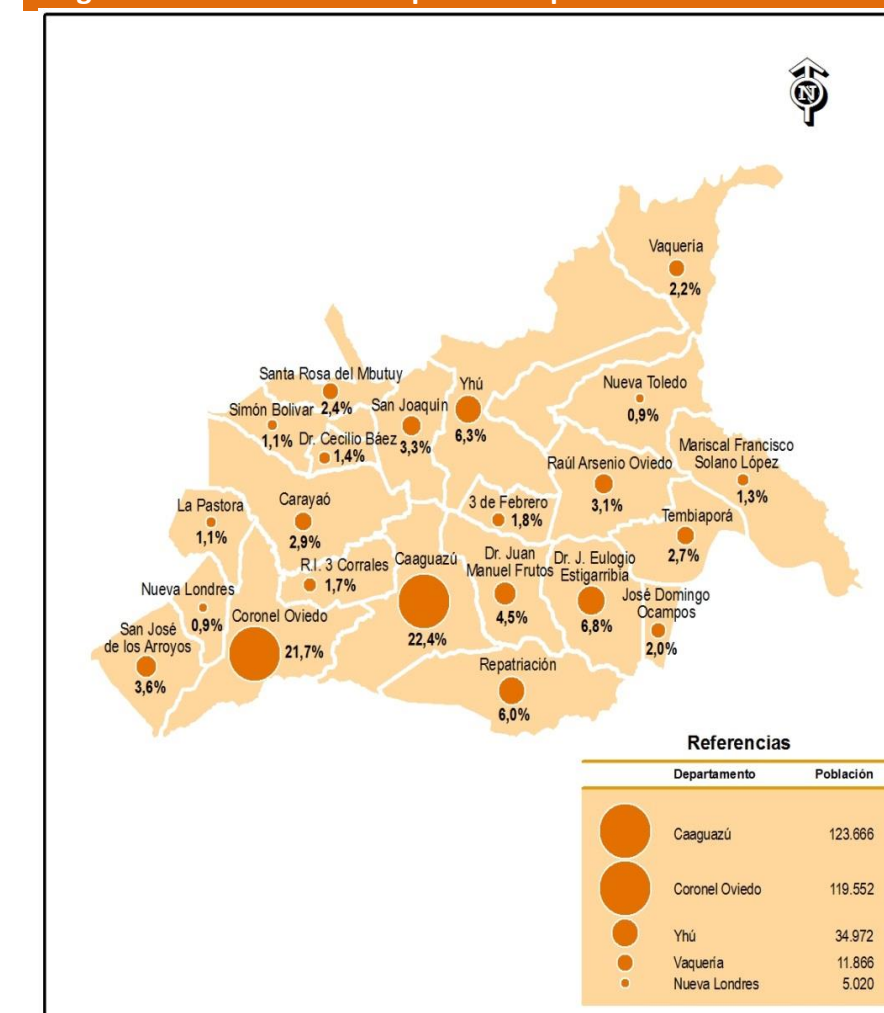 N
Vaquería
2,2%
Santa Rosa del Mbutuy
2,4%
Simón Bolivar
1,1%
San Joaquín
3,3%
Yhú
6,3%
Nueva Toledo
0,9%
Dr. Cecilio Báez
1,4%
Mariscal Francisco
Solano López
1,3%
Raúl Arsenio Oviedo
3,1%
La Pastora
1,1%
Carayaó
2,9%
3 de Febrero
1,8%
Tembiaporá
2,7%
R.I. 3 Corrales
1,7%
Caaguazú
22,4%
Dr. Juan
Manuel Frutos
4,5%
Dr. J. Eulogio
Estigarribia
6,8%
Nueva Londres
0,9%
José Domingo
Ocampos
2,0%
San José
de los Arroyos
3,6%
Coronel Oviedo
21,7%
Repatriación
6,0%
Referencias
Departamento Población
Caaguazú 123.666
Coronel Oviedo 119.552
Yhú 34.972
Vaquería 11.866
Nueva Londres 5.020